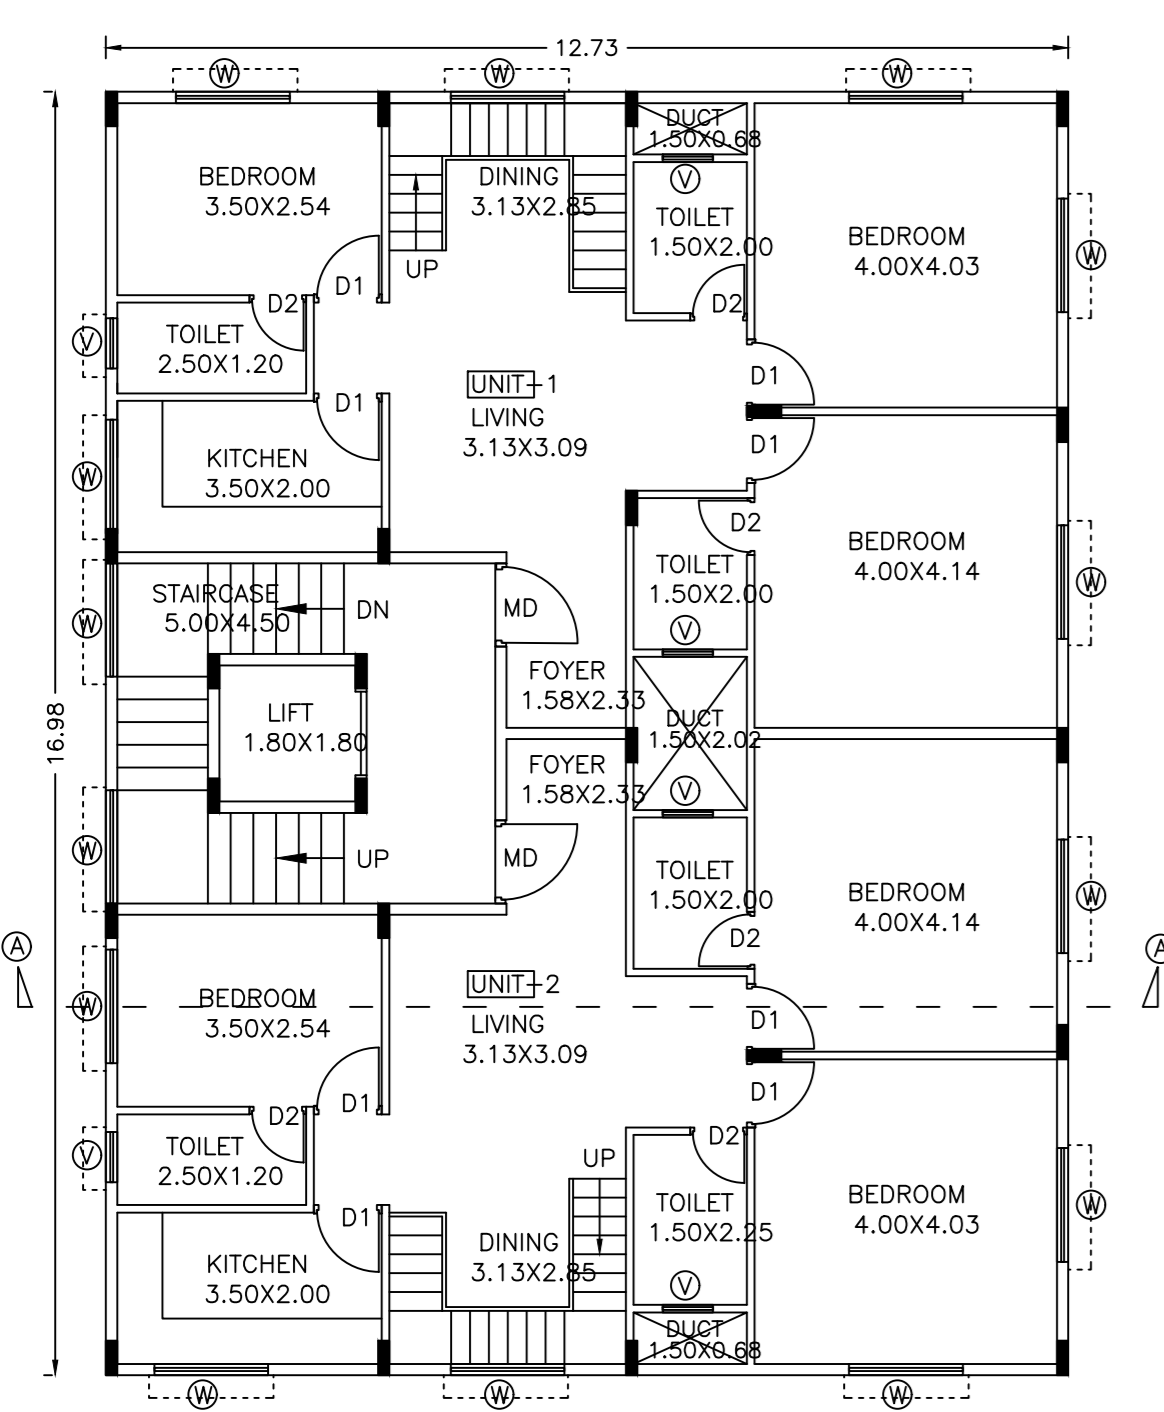 12.73
W
W
W
DUCT
1.50X0.68
BEDROOM
3.50X2.54
DINING
3.13X2.85
V
TOILET
1.50X2.00
BEDROOM
4.00X4.03
W
UP
D1
D2
D2
TOILET
2.50X1.20
V
D1
UNIT-1
LIVING
3.13X3.09
D1
D1
KITCHEN
3.50X2.00
W
D2
BEDROOM
4.00X4.14
TOILET
1.50X2.00
W
STAIRCASE
5.00X4.50
W
DN
MD
V
FOYER
1.58X2.33
LIFT
1.80X1.80
DUCT
1.50X2.02
16.98
FOYER
1.58X2.33
V
W
UP
MD
TOILET
1.50X2.00
BEDROOM
4.00X4.14
W
D2
A
A
UNIT-2
BEDROOM
3.50X2.54
W
LIVING
3.13X3.09
D1
D1
D1
D2
D2
TOILET
2.50X1.20
V
UP
TOILET
1.50X2.25
BEDROOM
4.00X4.03
W
D1
DINING
3.13X2.85
KITCHEN
3.50X2.00
V
DUCT
1.50X0.68
W
W
W